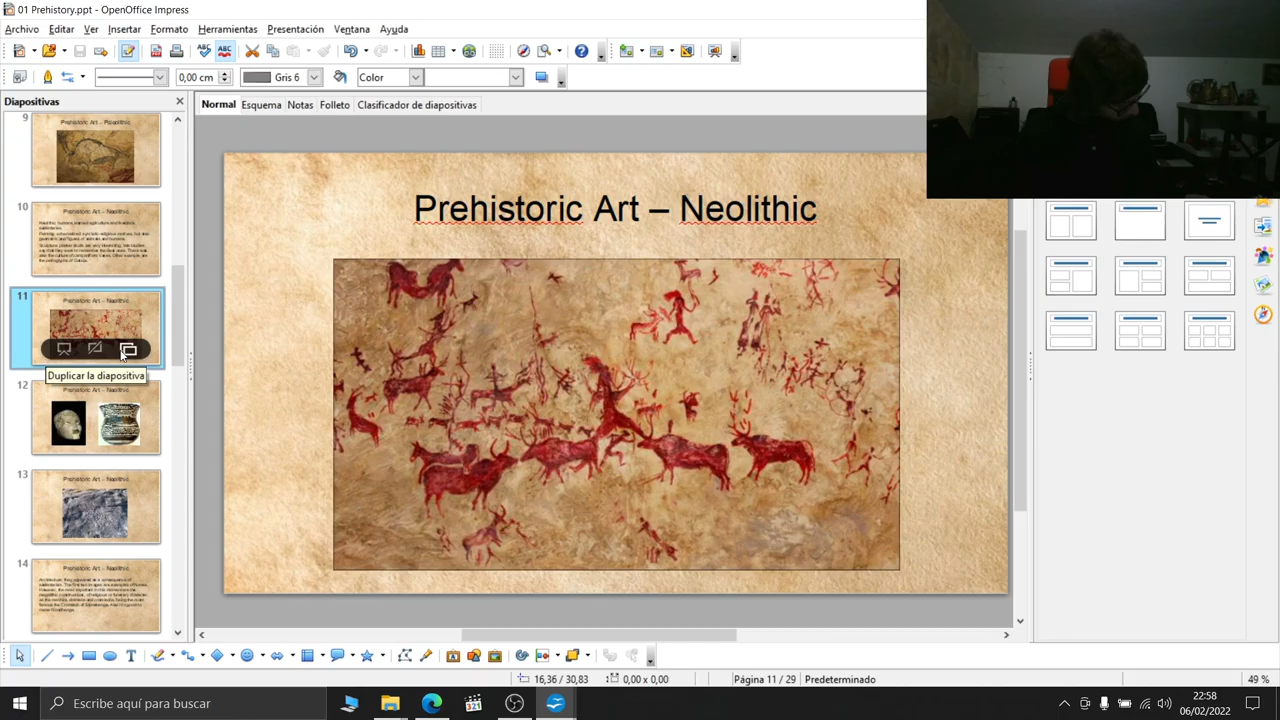 01 Prehistory.ppt - OpenOffice Impress
Archivo Editar Ver Insertar Formato Herramientas Presentación Ventana Ayuda
0,00 cm Gris 6 Color
Diapositivas
Normal Esquema Notas Folleto Clasificador de diapositivas
9
10
Prehistoric Art – Neolithic
11
Prehistoric Art – Neolithic
Duplicar la diapositiva
12
Prehistoric Art – Neolithic
13
Prehistoric Art – Neolithic
14
Prehistoric Art – Neolithic
Prehistoric Art – Neolithic
16,36 / 30,83 0,00 x 0,00 Página 11 / 29 Predeterminado 49 %
Escribe aquí para buscar
321
22:58
06/02/2022